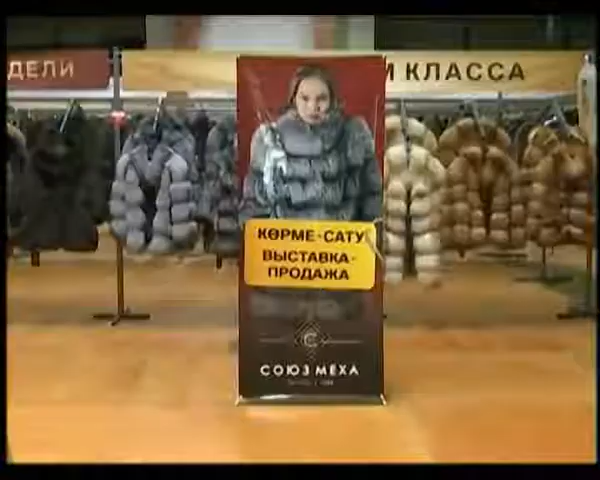 ДЕЛИ
И КЛАССА
КӨРМЕ-САТУ
ВЫСТАВКА-
ПРОДАЖА
С
СОЮЗ МЕХА